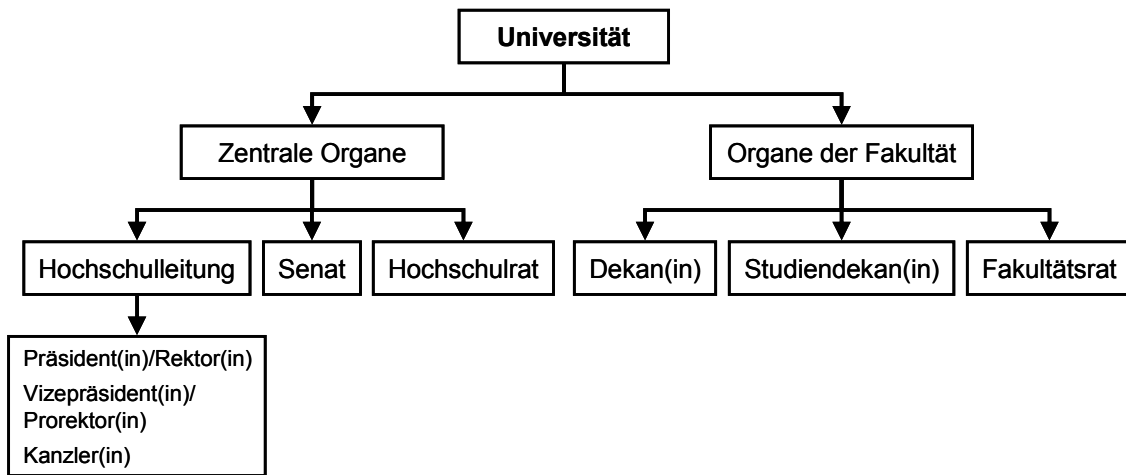 Universität
Zentrale Organe
Organe der Fakultät
Hochschulleitung
Senat
Hochschulrat
Dekan(in)
Studiendekan(in)
Fakultätsrat
Präsident(in)/Rektor(in)
Vizepräsident(in)/
Prorektor(in)
Kanzler(in)